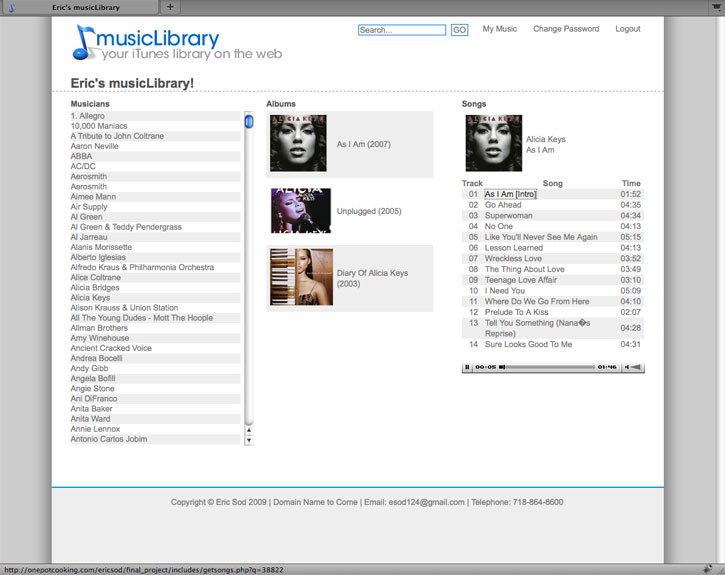 Eric's musicLibrary
musicLibrary
your iTunes library on the web
Search... GO My Music Change Password Logout
Eric's musicLibrary!
Musicians
1. Allegro
10,000 Maniacs
A Tribute to John Coltrane
Aaron Neville
ABBA
AC/DC
Aerosmith
Aerosmith
Aimee Mann
Air Supply
Al Green
Al Green & Teddy Pendergrass
Al Jarreau
Alanis Morissette
Alberto Iglesias
Alfredo Kraus & Philharmonia Orchestra
Alice Coltrane
Alicia Bridges
Alicia Keys
Alison Krauss & Union Station
All The Young Dudes - Mott The Hoople
Allman Brothers
Amy Winehouse
Ancient Cracked Voice
Andrea Bocelli
Andy Gibb
Angela Bofill
Angie Stone
Ani DiFranco
Anita Baker
Anita Ward
Annie Lennox
Antonio Carlos Jobim
Albums
ALICIA KEYS
As I Am (2007)
ALICIA
Unplugged (2005)
Diary Of Alicia Keys
(2003)
Songs
ALICIA KEYS
Alicia Keys
As I Am
Track Song Time
01 As I Am [Intro] 01:52
02 Go Ahead 04:35
03 Superwoman 04:34
04 No One 04:13
05 Like You'll Never See Me Again 05:15
06 Lesson Learned 04:13
07 Wreckless Love 03:52
08 The Thing About Love 03:49
09 Teenage Love Affair 03:10
10 I Need You 05:09
11 Where Do We Go From Here 04:10
12 Prelude To A Kiss 02:07
13 Tell You Something (Nana�s
Reprise) 04:28
14 Sure Looks Good To Me 04:31
00:05 01:46
Copyright © Eric Sod 2009 | Domain Name to Come | Email: esod124@gmail.com | Telephone: 718-864-8600
http://onepotcooking.com/ericsod/final_project/includes/getsongs.php?q=38822